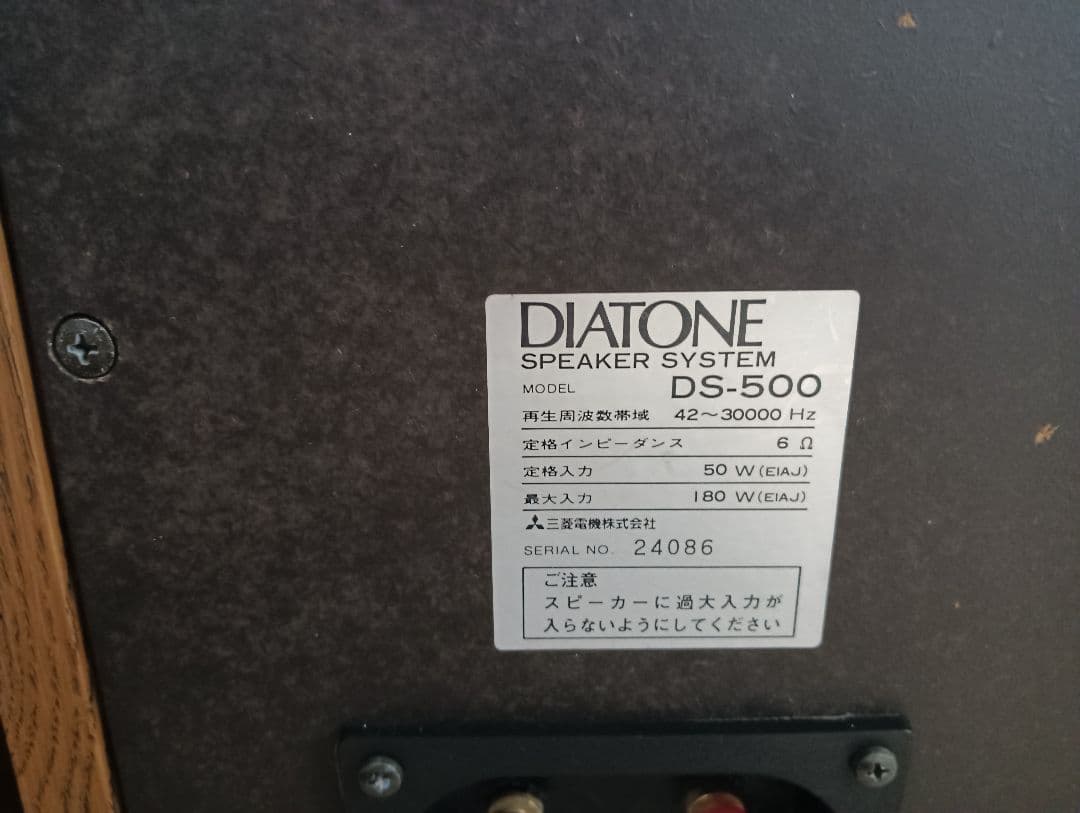 DIATONE
SPEAKER SYSTEM
MODEL DS-500
再生周波数帯域 42～30000 Hz
定格インピーダンス 6 Ω
定格入力 50 W (EIAJ)
最大入力 180 W (EIAJ)
三菱電機株式会社
SERIAL NO. 24086
ご注意
スピーカーに過大入力が
入らないようにしてください